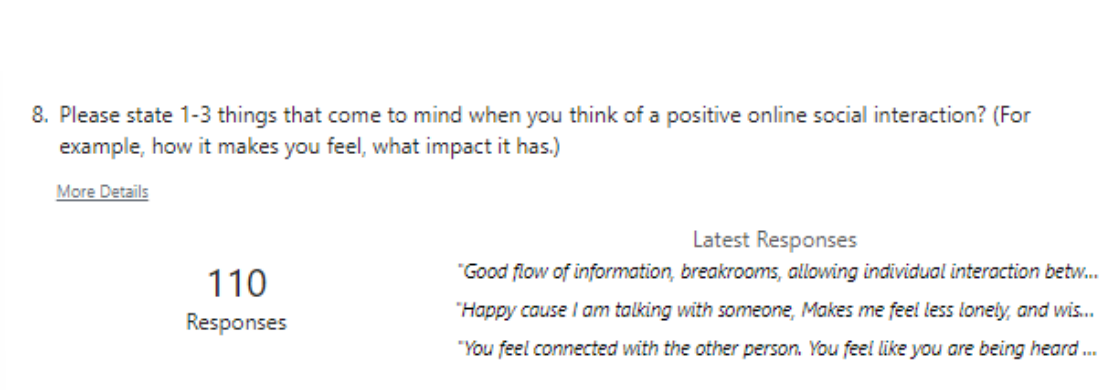 8. Please state 1-3 things that come to mind when you think of a positive online social interaction? (For
example, how it makes you feel, what impact it has.)
More Details
110
Responses
Latest Responses
"Good flow of information, breakrooms, allowing individual interaction betw...
"Happy cause I am talking with someone, Makes me feel less lonely, and wis...
"You feel connected with the other person. You feel like you are being heard ...